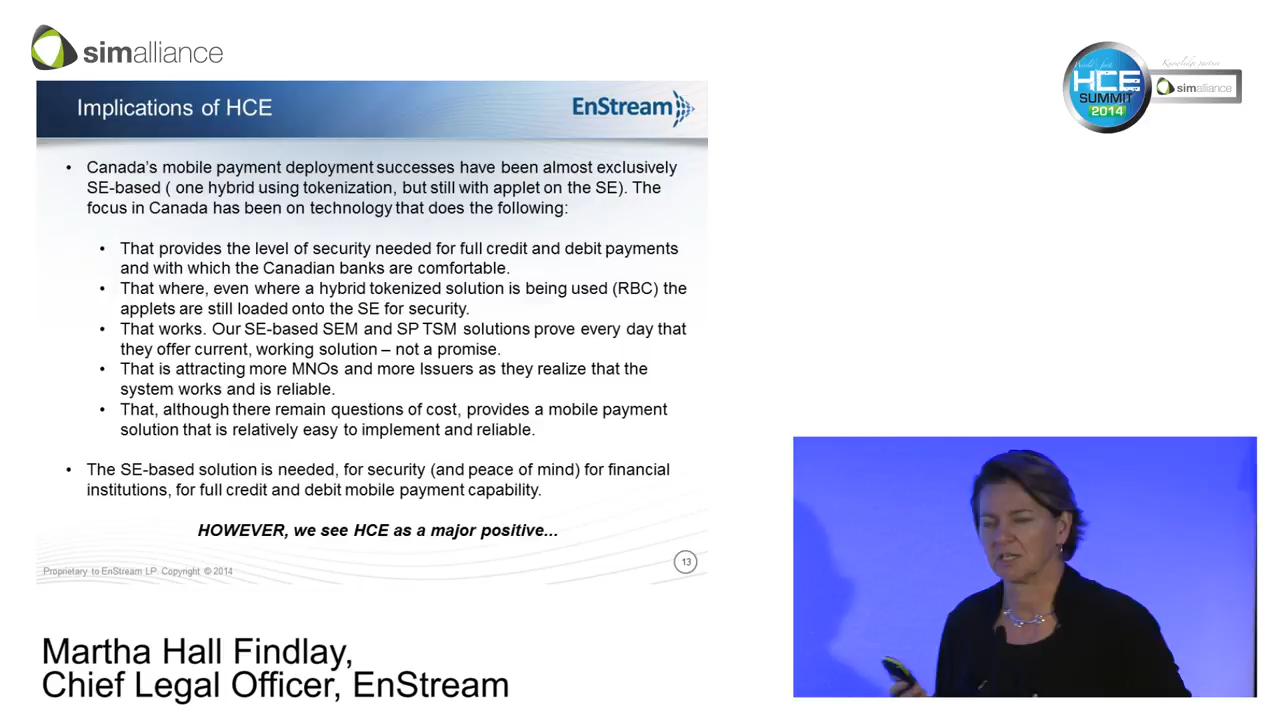 simalliance
World's first
HCE
SUMMIT
2014
Knowledge partner
simalliance
Implications of HCE
EnStream
• Canada's mobile payment deployment successes have been almost exclusively
SE-based ( one hybrid using tokenization, but still with applet on the SE). The
focus in Canada has been on technology that does the following:
• That provides the level of security needed for full credit and debit payments
and with which the Canadian banks are comfortable.
• That where, even where a hybrid tokenized solution is being used (RBC) the
applets are still loaded onto the SE for security.
• That works. Our SE-based SEM and SP TSM solutions prove every day that
they offer current, working solution – not a promise.
• That is attracting more MNOs and more Issuers as they realize that the
system works and is reliable.
• That, although there remain questions of cost, provides a mobile payment
solution that is relatively easy to implement and reliable.
• The SE-based solution is needed, for security (and peace of mind) for financial
institutions, for full credit and debit mobile payment capability.
HOWEVER, we see HCE as a major positive...
Proprietary to EnStream LP. Copyright © 2014
13
Martha Hall Findlay,
Chief Legal Officer, EnStream